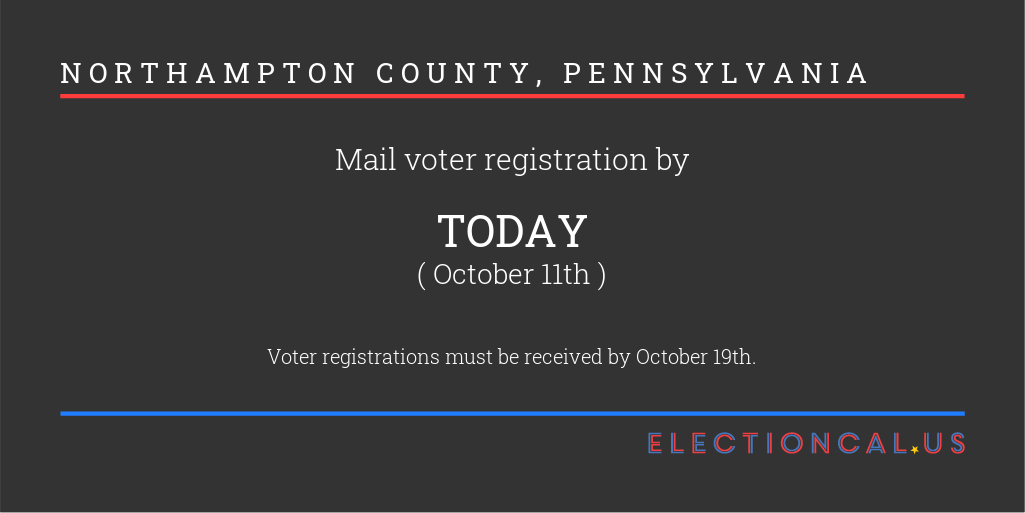 NORTHAMPTON COUNTY, PENNSYLVANIA
Mail voter registration by
TODAY
( October 11th )
Voter registrations must be received by October 19th.
ELECTIONCAL.US